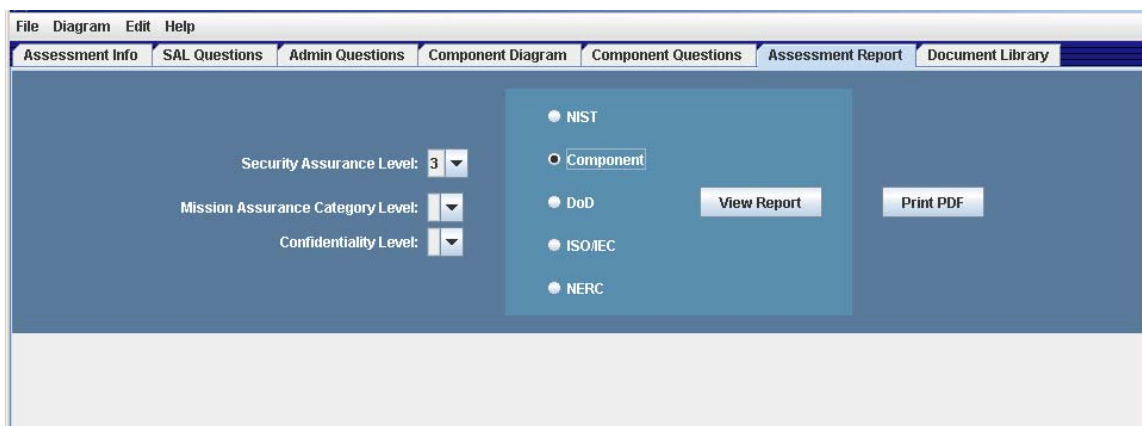 File Diagram Edit Help
Assessment Info SAL Questions Admin Questions Component Diagram Component Questions Assessment Report Document Library
NIST
Security Assurance Level: 3
Component
Mission Assurance Category Level:
DoD
View Report
Print PDF
Confidentiality Level:
ISO/IEC
NERC